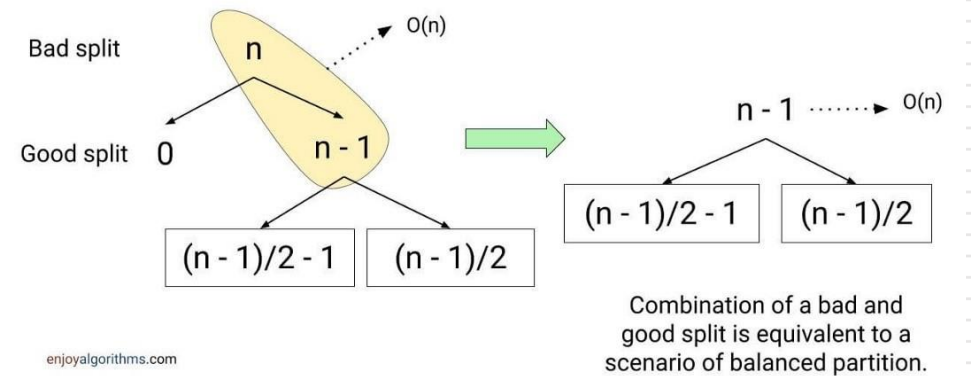 Bad split
n
O(n)
Good split
0
n - 1
(n - 1)/2 - 1
(n - 1)/2
n - 1
O(n)
(n - 1)/2 - 1
(n - 1)/2
Combination of a bad and
good split is equivalent to a
scenario of balanced partition.
enjoyalgorithms.com